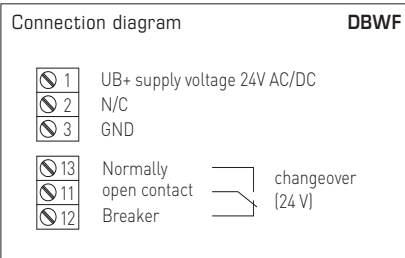 Connection diagram DBWF
1 UB+ supply voltage 24V AC/DC
2 N/C
3 GND
13 Normally
11 open contact
12 Breaker
changeover
(24 V)